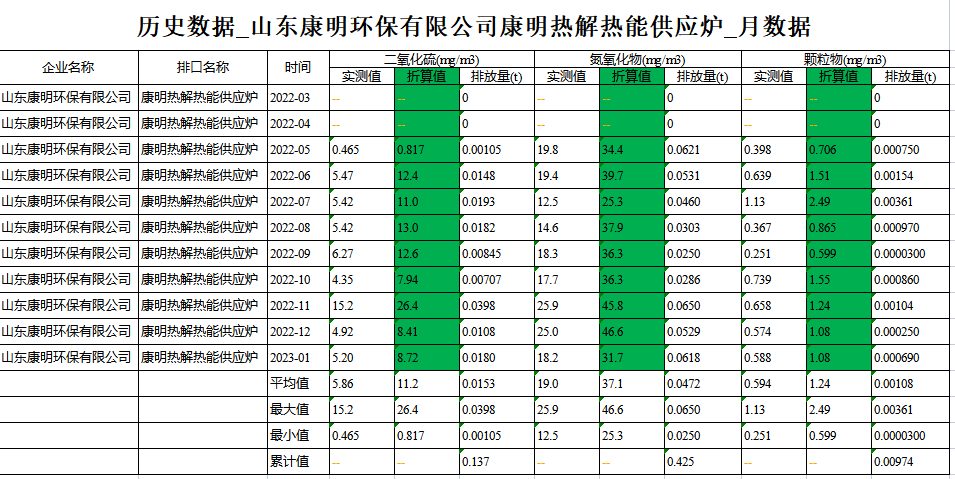 历史数据_山东康明环保有限公司康明热解热能供应炉_月数据
企业名称 排口名称 时间 二氧化硫(mg/m3) 氮氧化物(mg/m3) 颗粒物(mg/m3)
实测值 折算值 排放量(t) 实测值 折算值 排放量(t) 实测值 折算值 排放量(t)
山东康明环保有限公司 康明热解热能供应炉 2022-03 -- -- 0 -- -- 0 -- -- 0
山东康明环保有限公司 康明热解热能供应炉 2022-04 -- -- 0 -- -- 0 -- -- 0
山东康明环保有限公司 康明热解热能供应炉 2022-05 0.465 0.817 0.00105 19.8 34.4 0.0621 0.398 0.706 0.000750
山东康明环保有限公司 康明热解热能供应炉 2022-06 5.47 12.4 0.0148 19.4 39.7 0.0531 0.639 1.51 0.00154
山东康明环保有限公司 康明热解热能供应炉 2022-07 5.42 11.0 0.0193 12.5 25.3 0.0460 1.13 2.49 0.00361
山东康明环保有限公司 康明热解热能供应炉 2022-08 5.42 13.0 0.0182 14.6 37.9 0.0303 0.367 0.865 0.000970
山东康明环保有限公司 康明热解热能供应炉 2022-09 6.27 12.6 0.00845 18.3 36.3 0.0250 0.251 0.599 0.0000300
山东康明环保有限公司 康明热解热能供应炉 2022-10 4.35 7.94 0.00707 17.7 36.3 0.0286 0.739 1.55 0.000860
山东康明环保有限公司 康明热解热能供应炉 2022-11 15.2 26.4 0.0398 25.9 45.8 0.0650 0.658 1.24 0.00104
山东康明环保有限公司 康明热解热能供应炉 2022-12 4.92 8.41 0.0108 25.0 46.6 0.0529 0.574 1.08 0.000250
山东康明环保有限公司 康明热解热能供应炉 2023-01 5.20 8.72 0.0180 18.2 31.7 0.0618 0.588 1.08 0.000690
平均值 5.86 11.2 0.0153 19.0 37.1 0.0472 0.594 1.24 0.00108
最大值 15.2 26.4 0.0398 25.9 46.6 0.0650 1.13 2.49 0.00361
最小值 0.465 0.817 0.00105 12.5 25.3 0.0250 0.251 0.599 0.0000300
累计值 -- -- 0.137 -- -- 0.425 -- -- 0.00974